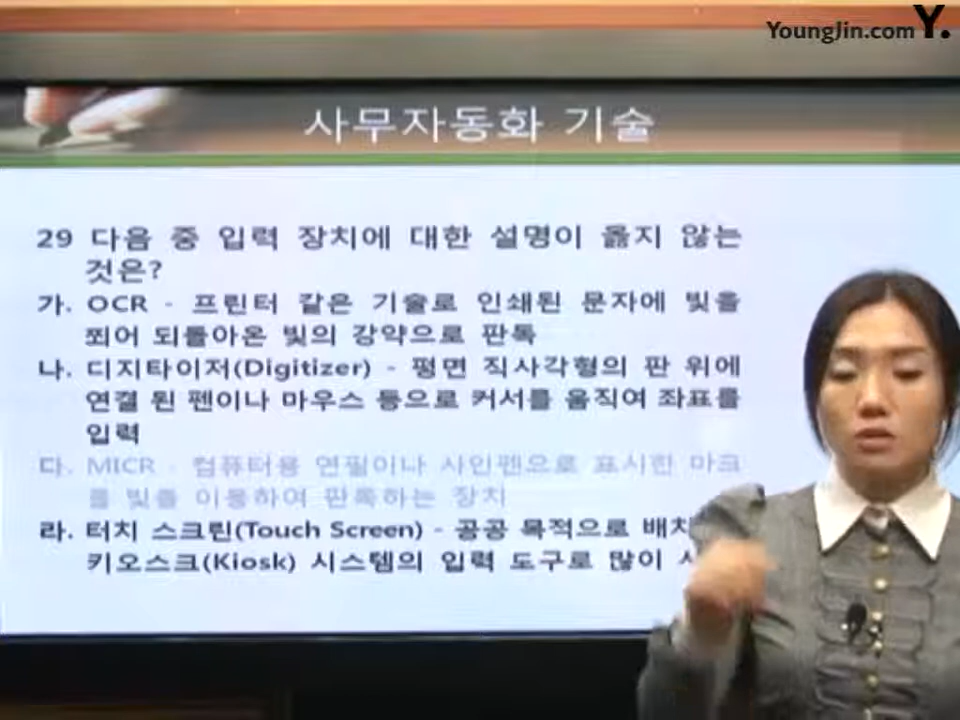 YoungJin.com Y.
사무자동화 기술
29 다음 중 입력 장치에 대한 설명이 옳지 않는
것은?
가. OCR - 프린터 같은 기술로 인쇄된 문자에 빛을
쬐어 되돌아온 빛의 강약으로 판독
나. 디지타이저(Digitizer) - 평면 직사각형의 판 위에
연결 된 펜이나 마우스 등으로 커서를 움직여 좌표를
입력
다. MICR - 컴퓨터용 연필이나 사인펜으로 표시한 마크
를 빛을 이용하여 판독하는 장치
라. 터치 스크린(Touch Screen) - 공공 목적으로
키오스크(Kiosk) 시스템의 입력 도구로 많이